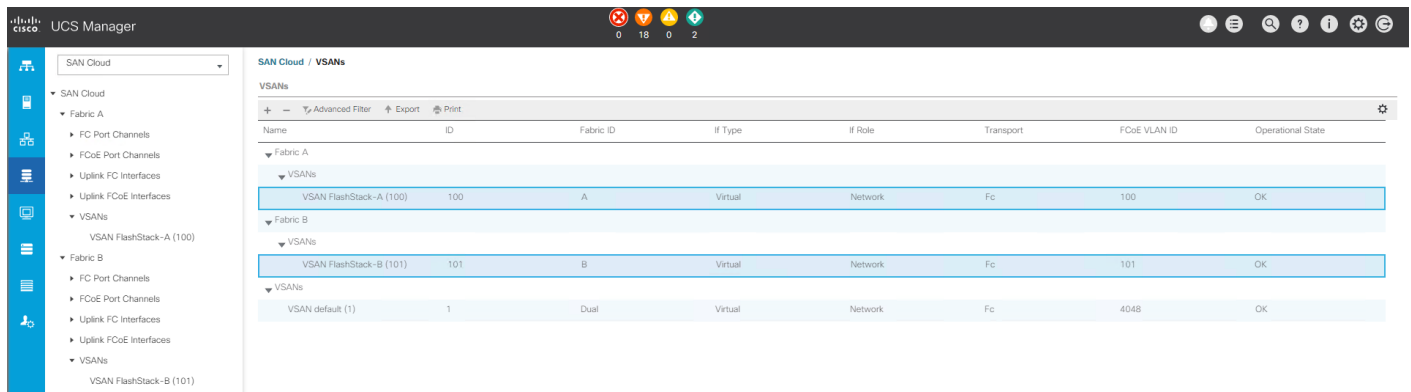 CISCO. UCS Manager
0 18 0 2
SAN Cloud
SAN Cloud
Fabric A
FC Port Channels
FCoE Port Channels
Uplink FC Interfaces
Uplink FCoE Interfaces
VSANs
VSAN FlashStack-A (100)
Fabric B
FC Port Channels
FCoE Port Channels
Uplink FC Interfaces
Uplink FCoE Interfaces
VSANs
VSAN FlashStack-B (101)
SAN Cloud / VSANs
VSANs
+ − Advanced Filter Export Print
Name ID Fabric ID If Type If Role Transport FCoE VLAN ID Operational State
Fabric A
VSANs
VSAN FlashStack-A (100) 100 A Virtual Network Fc 100 OK
Fabric B
VSANs
VSAN FlashStack-B (101) 101 B Virtual Network Fc 101 OK
VSANs
VSAN default (1) 1 Dual Virtual Network Fc 4048 OK